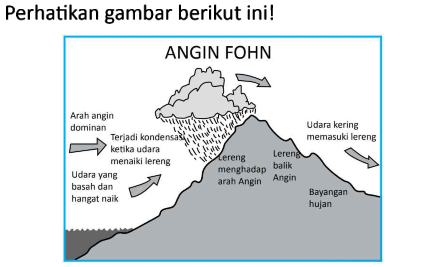 Perhatikan gambar berikut ini!
ANGIN FOHN
Arah angin
dominan
Terjadi kondensasi
ketika udara
menaiki lereng
Udara yang
basah dan
hangat naik
Lereng
menghadap
arah Angin
Lereng
balik
Angin
Bayangan
hujan
Udara kering
memasuki lereng